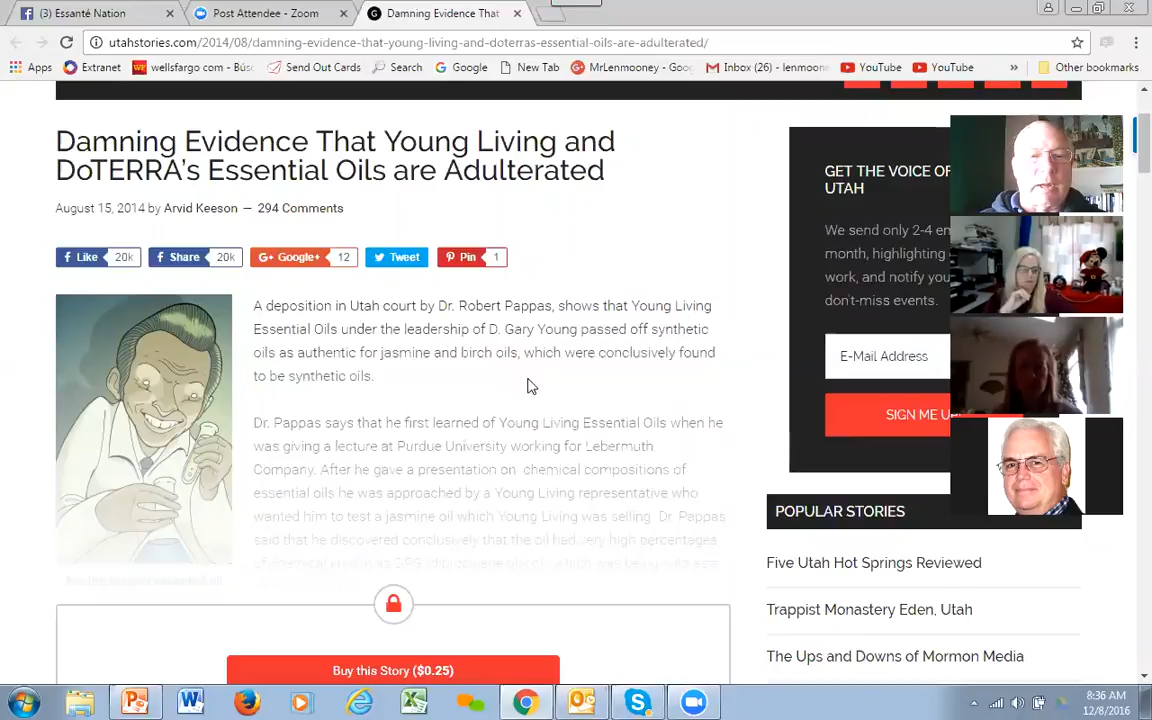 (3) Essanté Nation
Post Attendee - Zoom
Damning Evidence That
utahstories.com/2014/08/damning-evidence-that-young-living-and-doterras-essential-oils-are-adulterated/
Apps
Extranet
wellsfargo com - Bús
Send Out Cards
Search
Google
New Tab
MrLenmooney - Goo
Inbox (26) - lenmoone
YouTube
YouTube
»
Other bookmarks
Damning Evidence That Young Living and
DoTERRA's Essential Oils are Adulterated
August 15, 2014 by Arvid Keeson — 294 Comments
Like 20k
Share 20k
G+ Google+ 12
Tweet
Pin 1
A deposition in Utah court by Dr. Robert Pappas, shows that Young Living
Essential Oils under the leadership of D. Gary Young passed off synthetic
oils as authentic for jasmine and birch oils, which were conclusively found
to be synthetic oils.
Dr. Pappas says that he first learned of Young Living Essential Oils when he
was giving a lecture at Purdue University working for Lebermuth
Company. After he gave a presentation on chemical compositions of
essential oils he was approached by a Young Living representative who
wanted him to test a jasmine oil which Young Living was selling. Dr. Pappas
said that he discovered conclusively that the oil had very high percentages
Buy this Story ($0.25)
GET THE VOICE OF
UTAH
We send only 2-4 em
month, highlighting
work, and notify you
don't-miss events.
E-Mail Address
SIGN ME UP
POPULAR STORIES
Five Utah Hot Springs Reviewed
Trappist Monastery Eden, Utah
The Ups and Downs of Mormon Media
8:36 AM
12/8/2016